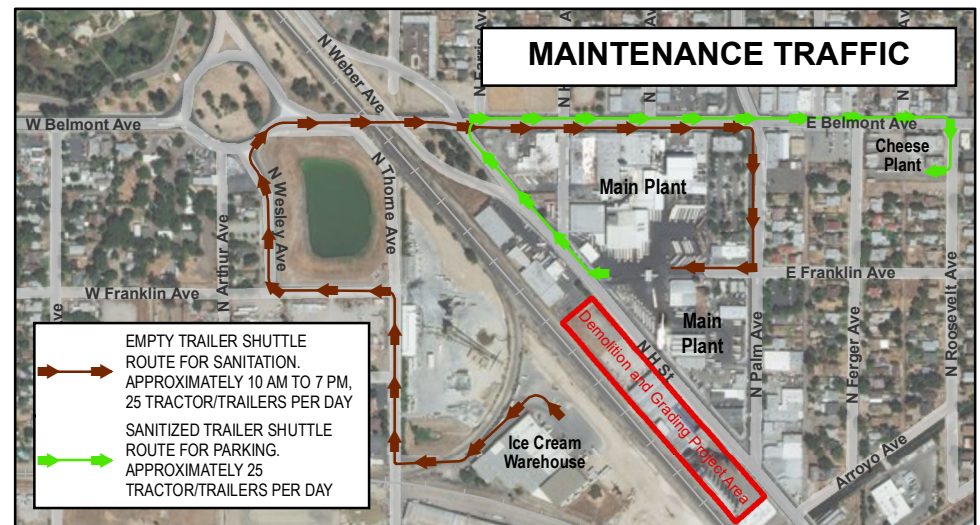 MAINTENANCE TRAFFIC
N Weber Ave
W Belmont Ave
E Belmont Ave
Cheese
Plant
N Thorne Ave
Main Plant
N Wesley Ave
N Arthur Ave
W Franklin Ave
E Franklin Ave
Main
Plant
N H St
N Palm Ave
N Ferger Ave
N Roosevelt Ave
Demolition and Grading Project Area
Ice Cream
Warehouse
Arroyo Ave
EMPTY TRAILER SHUTTLE
ROUTE FOR SANITATION.
APPROXIMATELY 10 AM TO 7 PM,
25 TRACTOR/TRAILERS PER DAY
SANITIZED TRAILER SHUTTLE
ROUTE FOR PARKING.
APPROXIMATELY 25
TRACTOR/TRAILERS PER DAY